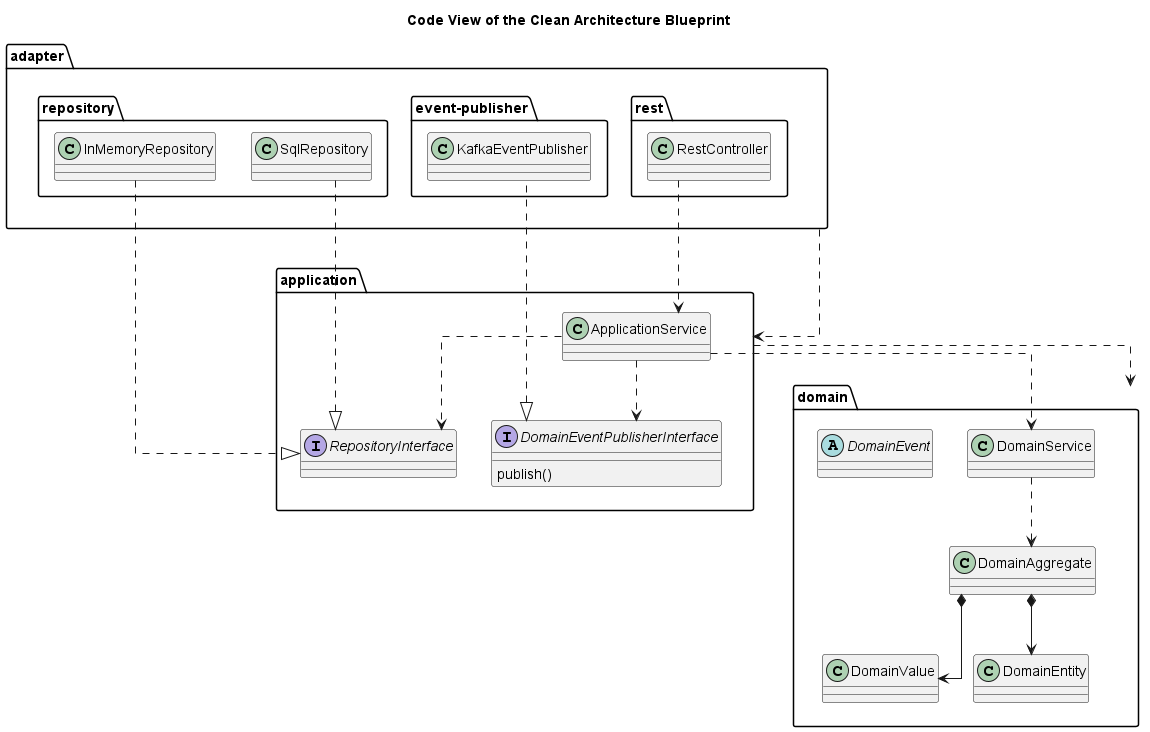 Code View of the Clean Architecture Blueprint
adapter
repository
event-publisher
rest
C InMemoryRepository
C SqlRepository
C KafkaEventPublisher
C RestController
application
C ApplicationService
I RepositoryInterface
I DomainEventPublisherInterface
publish()
domain
A DomainEvent
C DomainService
C DomainAggregate
C DomainValue
C DomainEntity